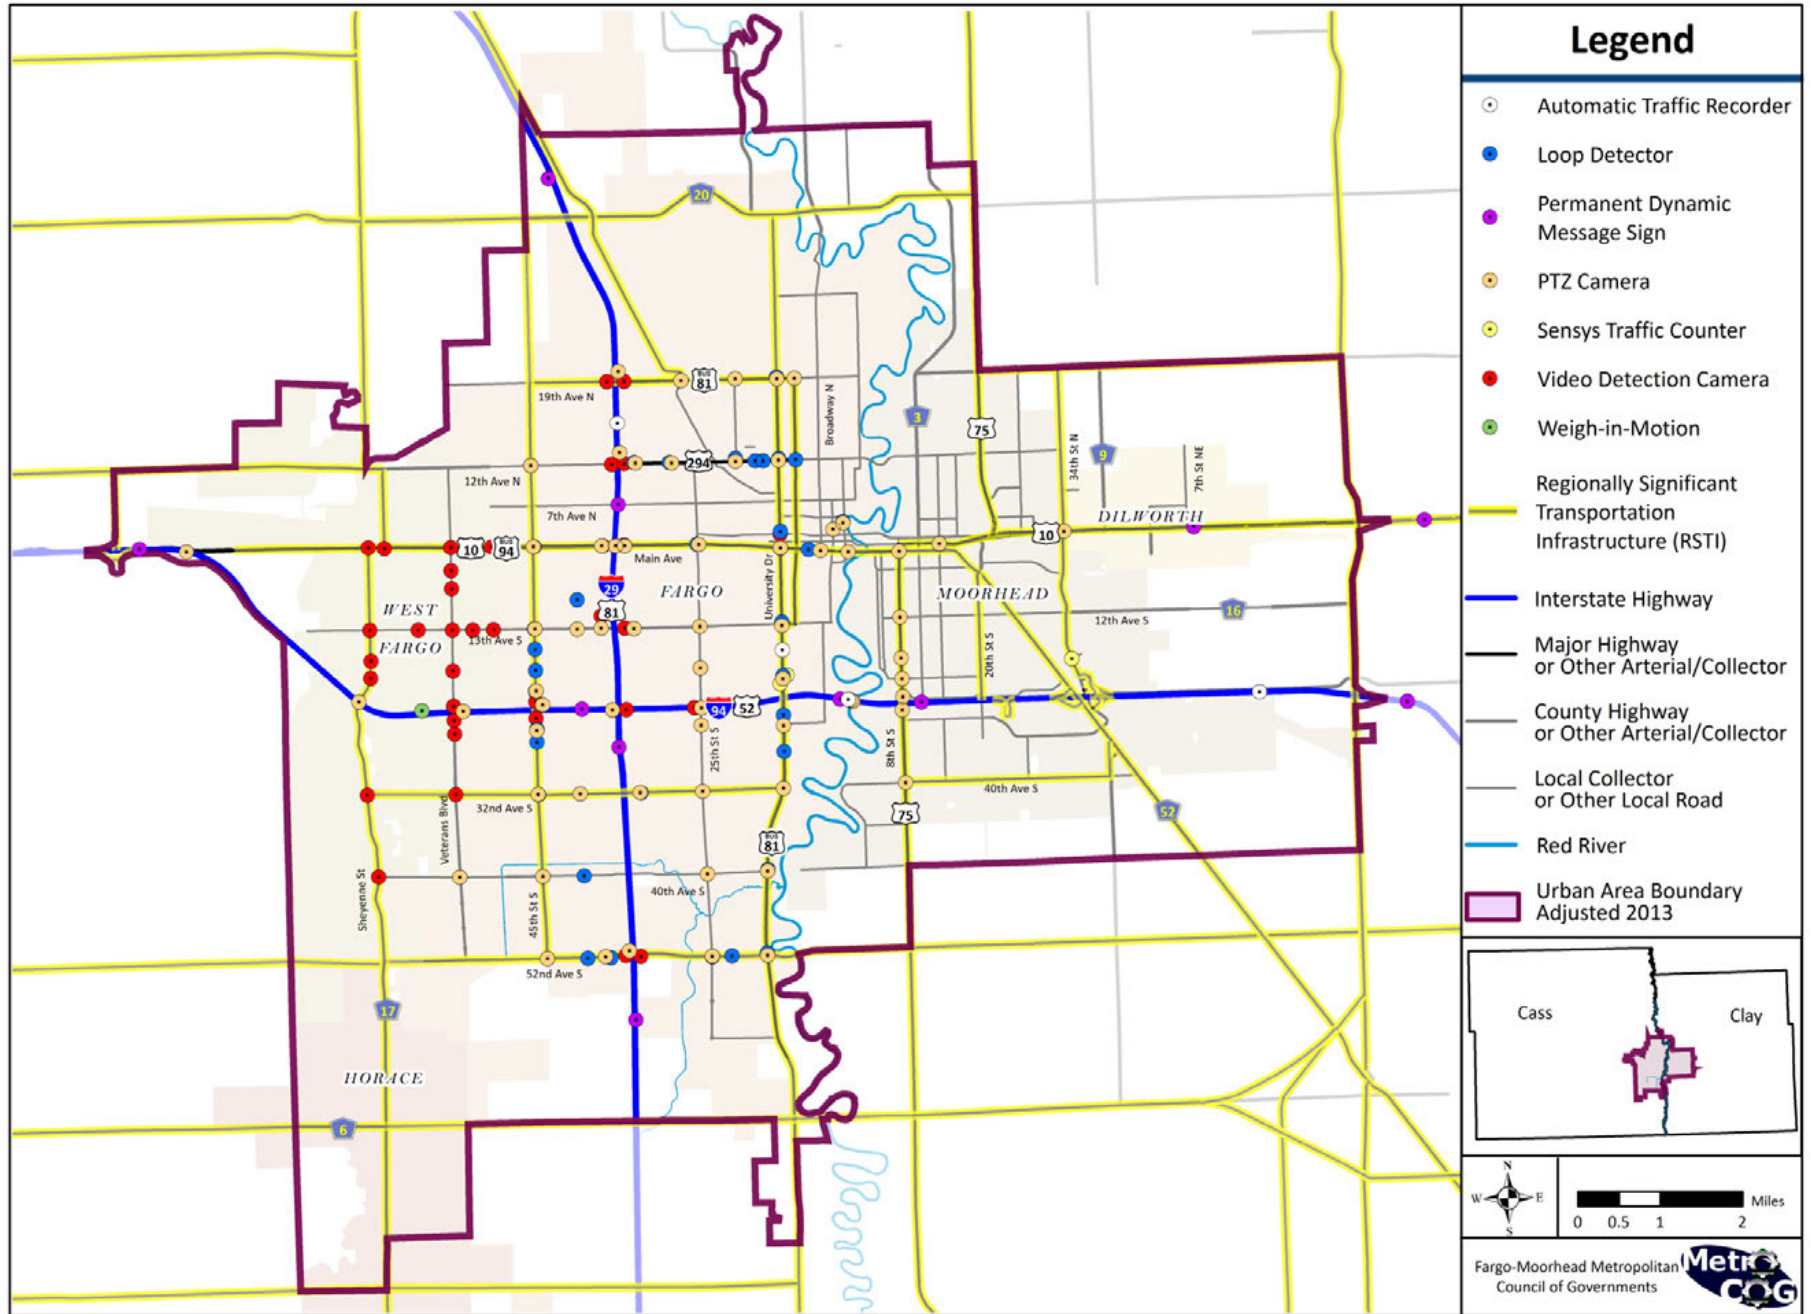 Legend
Automatic Traffic Recorder
Loop Detector
Permanent Dynamic
Message Sign
PTZ Camera
Sensys Traffic Counter
Video Detection Camera
Weigh-in-Motion
Regionally Significant
Transportation
Infrastructure (RSTI)
Interstate Highway
Major Highway
or Other Arterial/Collector
County Highway
or Other Arterial/Collector
Local Collector
or Other Local Road
Red River
Urban Area Boundary
Adjusted 2013
Cass
Clay
N
W
E
S
Miles
0 0.5 1 2
Fargo-Moorhead Metropolitan
Council of Governments
Metro
COG
20
BUS
81
19th Ave N
Broadway N
3
75
34th St N
9
7th St NE
294
12th Ave N
7th Ave N
DILWORTH
10
10
BUS
94
Main Ave
29
81
FARGO
University Dr
MOORHEAD
16
12th Ave S
WEST
FARGO
13th Ave S
20th St S
94
52
25th St S
8th St S
40th Ave S
32nd Ave S
Veterans Blvd
75
52
BUS
81
Sheyenne St
45th St S
40th Ave S
52nd Ave S
17
HORACE
6